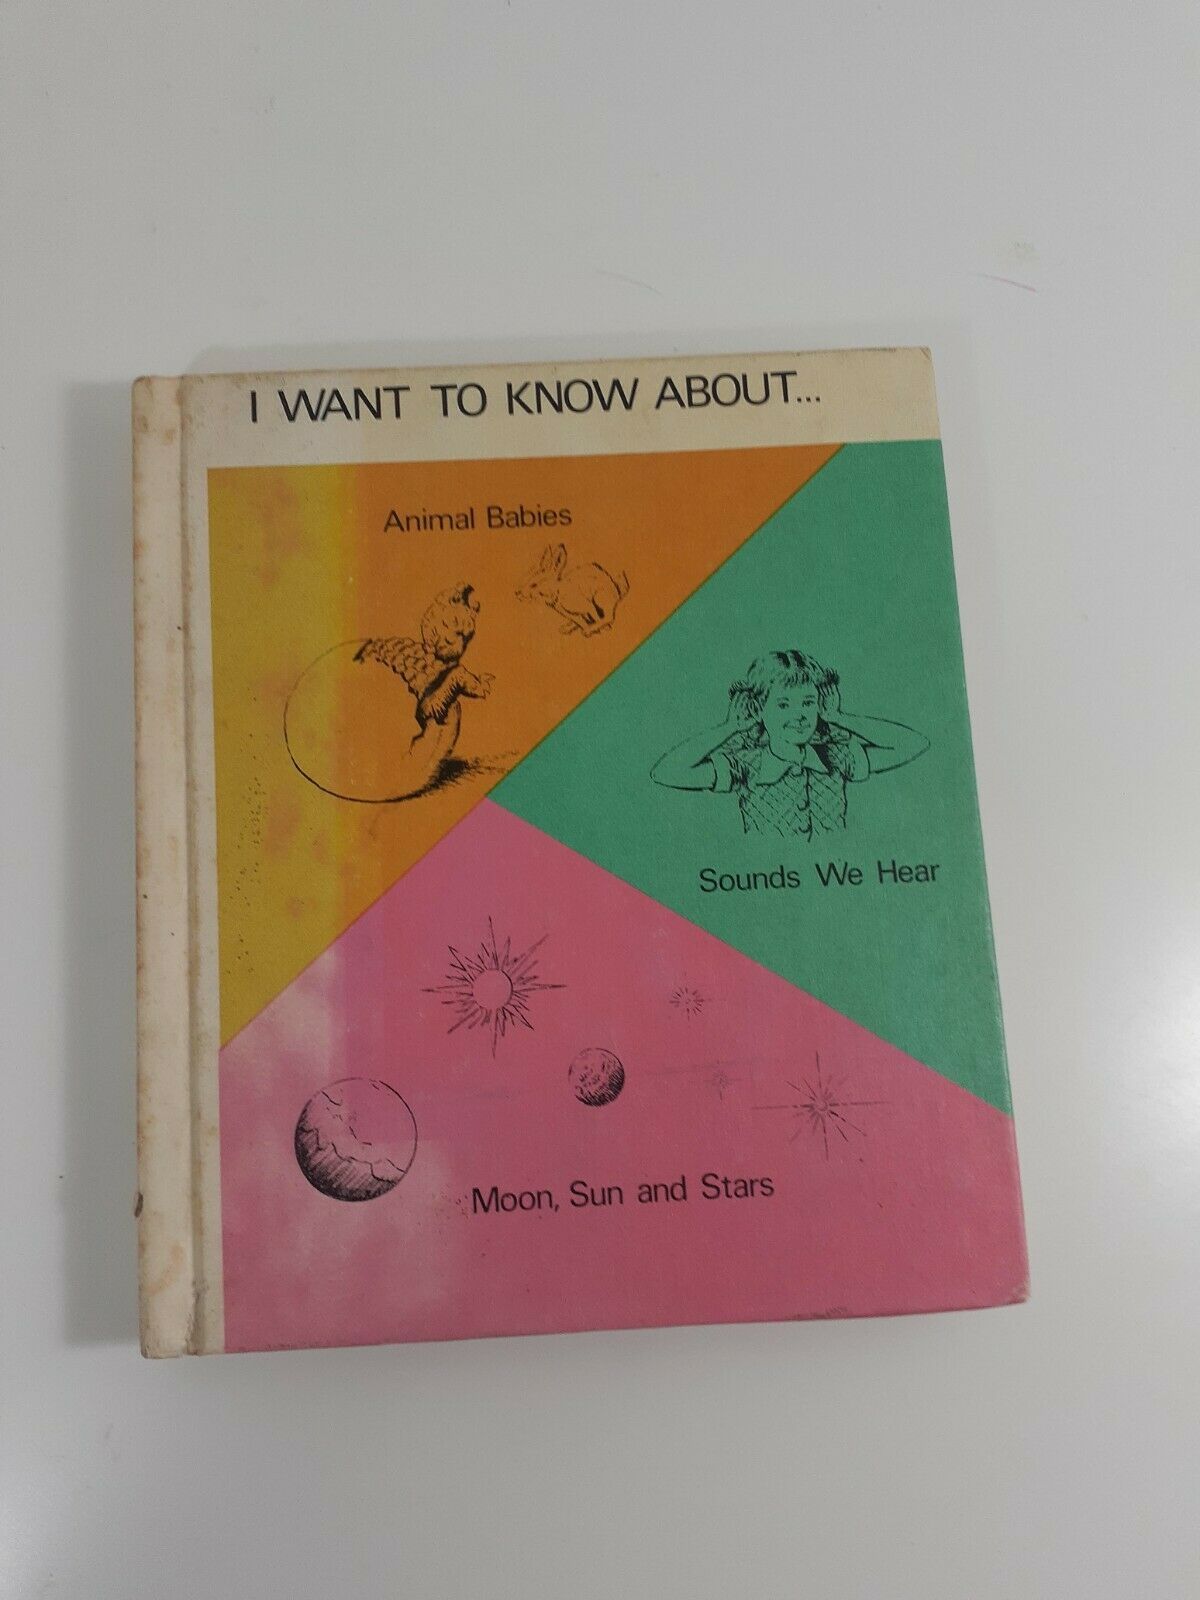 I WANT TO KNOW ABOUT...
Animal Babies
Sounds We Hear
Moon, Sun and Stars